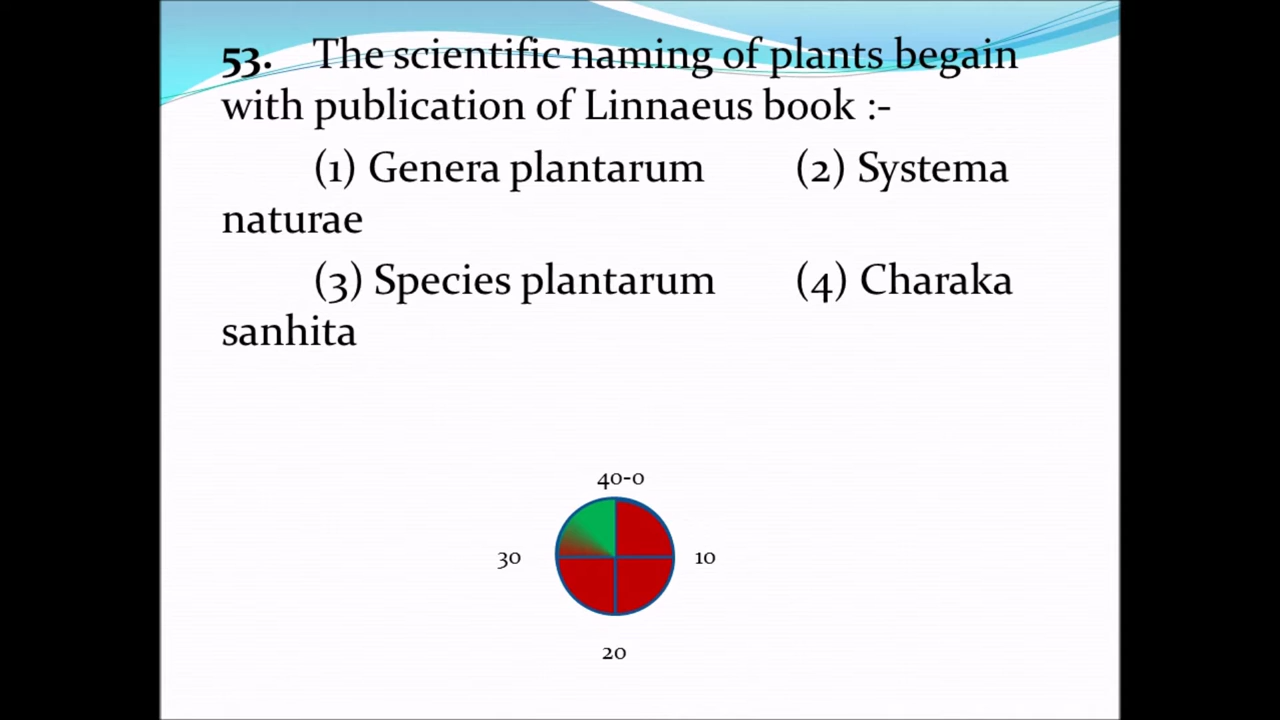 53. The scientific naming of plants begain
with publication of Linnaeus book :-
(1) Genera plantarum (2) Systema
naturae
(3) Species plantarum (4) Charaka
sanhita
40-0
30 10
20